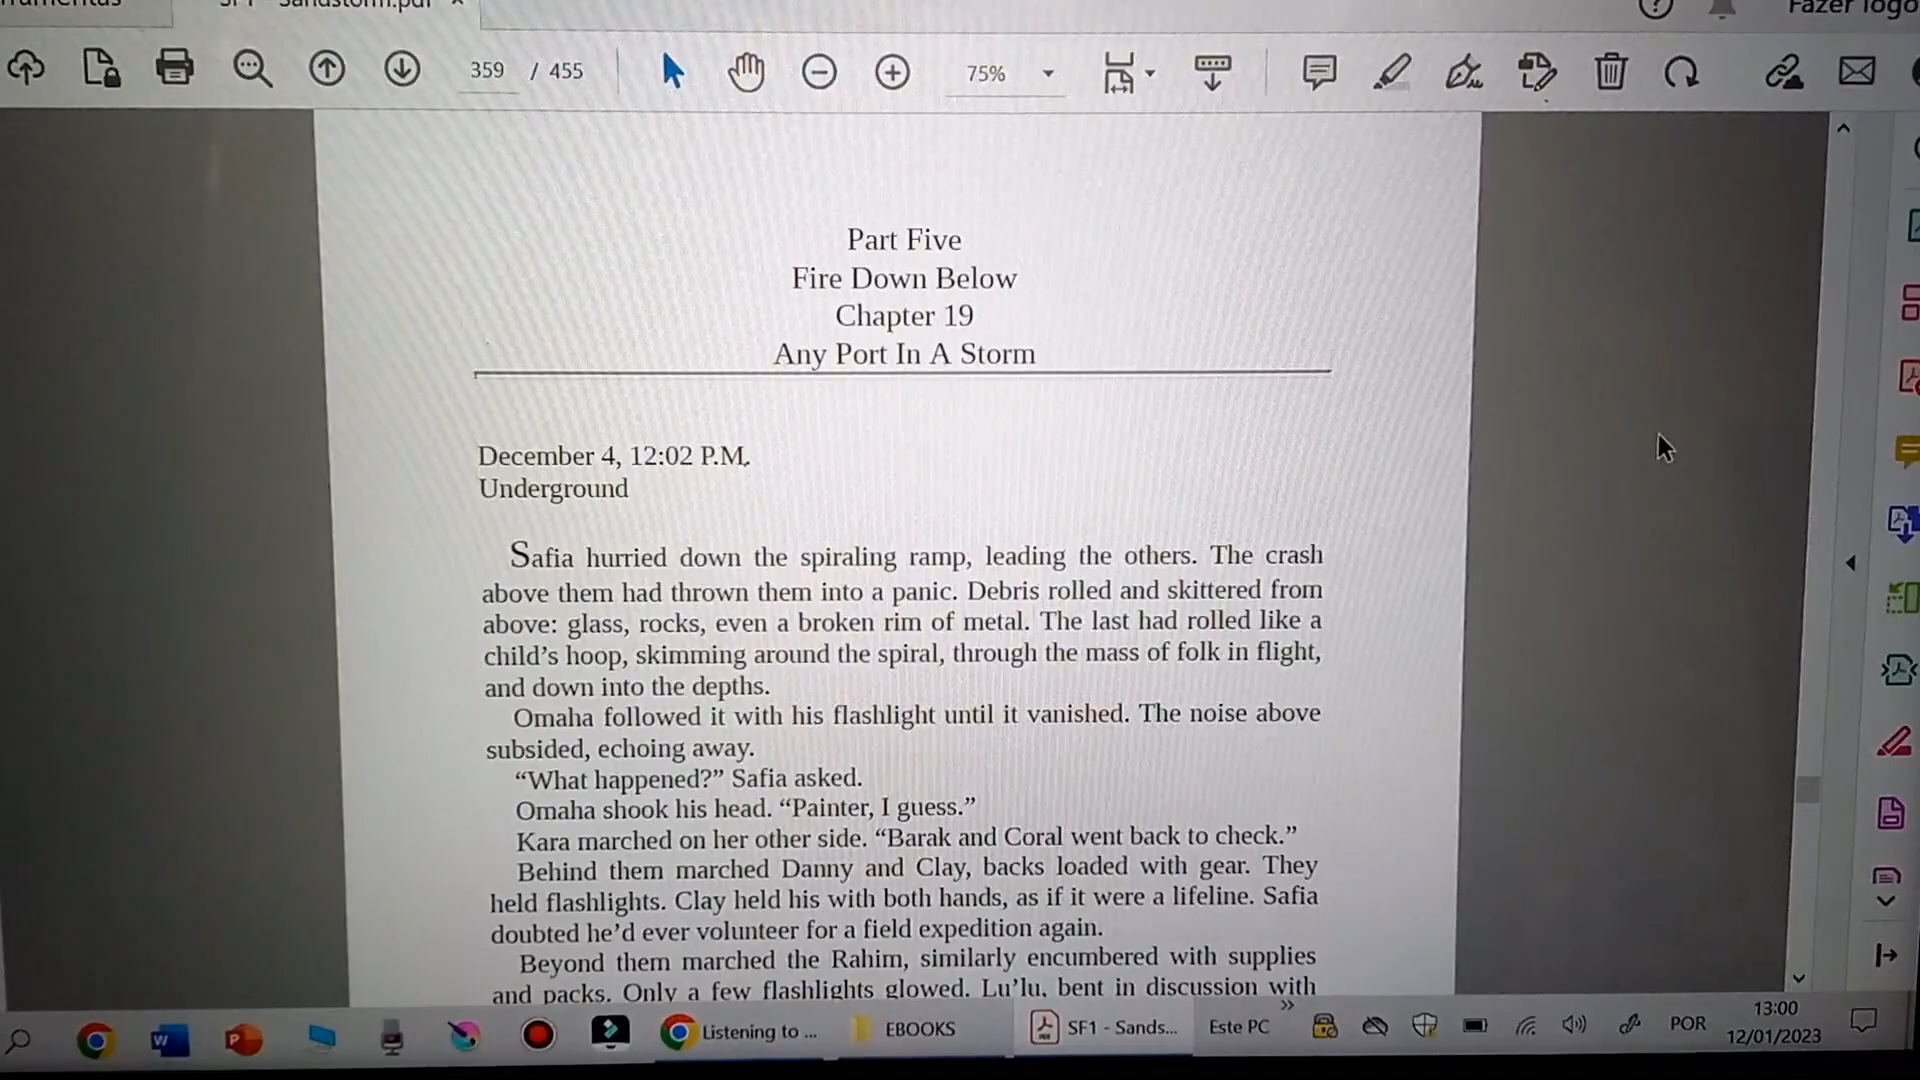 SF1 - Sandstorm.pdf
Fazer logo
359 / 455
75%
Part Five
Fire Down Below
Chapter 19
Any Port In A Storm
December 4, 12:02 P.M.
Underground
Safia hurried down the spiraling ramp, leading the others. The crash
above them had thrown them into a panic. Debris rolled and skittered from
above: glass, rocks, even a broken rim of metal. The last had rolled like a
child’s hoop, skimming around the spiral, through the mass of folk in flight,
and down into the depths.
Omaha followed it with his flashlight until it vanished. The noise above
subsided, echoing away.
“What happened?” Safia asked.
Omaha shook his head. “Painter, I guess.”
Kara marched on her other side. “Barak and Coral went back to check.”
Behind them marched Danny and Clay, backs loaded with gear. They
held flashlights. Clay held his with both hands, as if it were a lifeline. Safia
doubted he’d ever volunteer for a field expedition again.
Beyond them marched the Rahim, similarly encumbered with supplies
and packs. Only a few flashlights glowed. Lu’lu, bent in discussion with
Listening to ...
EBOOKS
SF1 - Sands...
Este PC
POR
13:00
12/01/2023